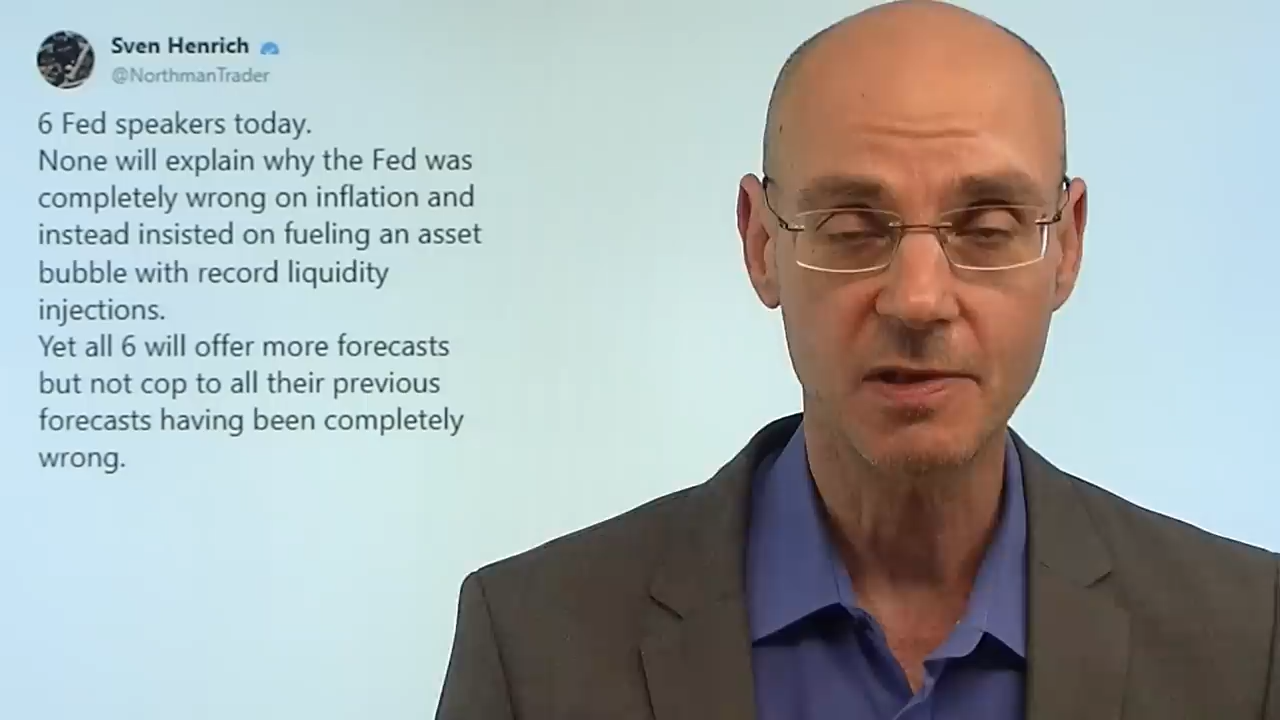 Sven Henrich
@NorthmanTrader
6 Fed speakers today.
None will explain why the Fed was
completely wrong on inflation and
instead insisted on fueling an asset
bubble with record liquidity
injections.
Yet all 6 will offer more forecasts
but not cop to all their previous
forecasts having been completely
wrong.